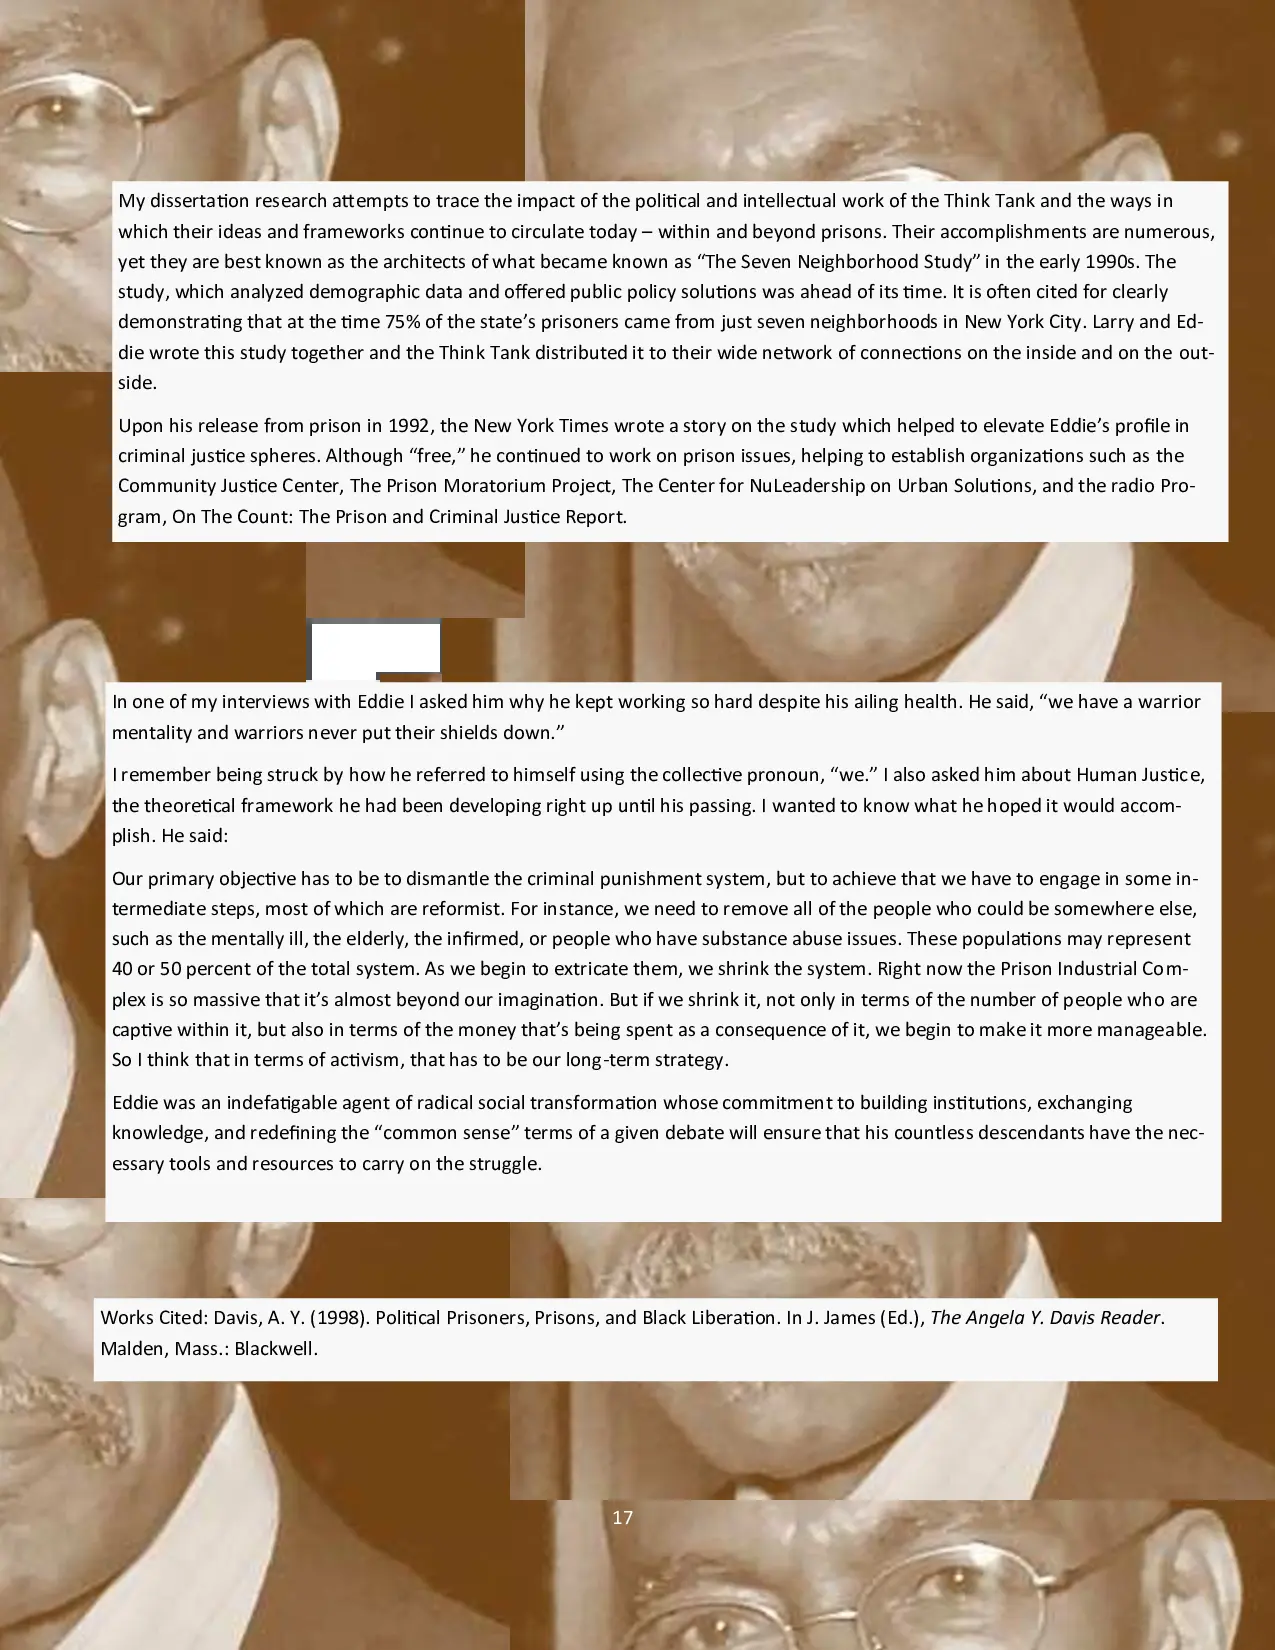 My dissertation research attempts to trace the impact of the political and intellectual work of the Think Tank and the ways in
which their ideas and frameworks continue to circulate today – within and beyond prisons. Their accomplishments are numerous,
yet they are best known as the architects of what became known as “The Seven Neighborhood Study” in the early 1990s. The
study, which analyzed demographic data and offered public policy solutions was ahead of its time. It is often cited for clearly
demonstrating that at the time 75% of the state’s prisoners came from just seven neighborhoods in New York City. Larry and Ed-
die wrote this study together and the Think Tank distributed it to their wide network of connections on the inside and on the out-
side.
Upon his release from prison in 1992, the New York Times wrote a story on the study which helped to elevate Eddie’s profile in
criminal justice spheres. Although “free,” he continued to work on prison issues, helping to establish organizations such as the
Community Justice Center, The Prison Moratorium Project, The Center for NuLeadership on Urban Solutions, and the radio Pro-
gram, On The Count: The Prison and Criminal Justice Report.
In one of my interviews with Eddie I asked him why he kept working so hard despite his ailing health. He said, “we have a warrior
mentality and warriors never put their shields down.”
I remember being struck by how he referred to himself using the collective pronoun, “we.” I also asked him about Human Justice,
the theoretical framework he had been developing right up until his passing. I wanted to know what he hoped it would accom-
plish. He said:
Our primary objective has to be to dismantle the criminal punishment system, but to achieve that we have to engage in some in-
termediate steps, most of which are reformist. For instance, we need to remove all of the people who could be somewhere else,
such as the mentally ill, the elderly, the infirmed, or people who have substance abuse issues. These populations may represent
40 or 50 percent of the total system. As we begin to extricate them, we shrink the system. Right now the Prison Industrial Com-
plex is so massive that it’s almost beyond our imagination. But if we shrink it, not only in terms of the number of people who are
captive within it, but also in terms of the money that’s being spent as a consequence of it, we begin to make it more manageable.
So I think that in terms of activism, that has to be our long-term strategy.
Eddie was an indefatigable agent of radical social transformation whose commitment to building institutions, exchanging
knowledge, and redefining the “common sense” terms of a given debate will ensure that his countless descendants have the nec-
essary tools and resources to carry on the struggle.
Works Cited: Davis, A. Y. (1998). Political Prisoners, Prisons, and Black Liberation. In J. James (Ed.), The Angela Y. Davis Reader.
Malden, Mass.: Blackwell.
17